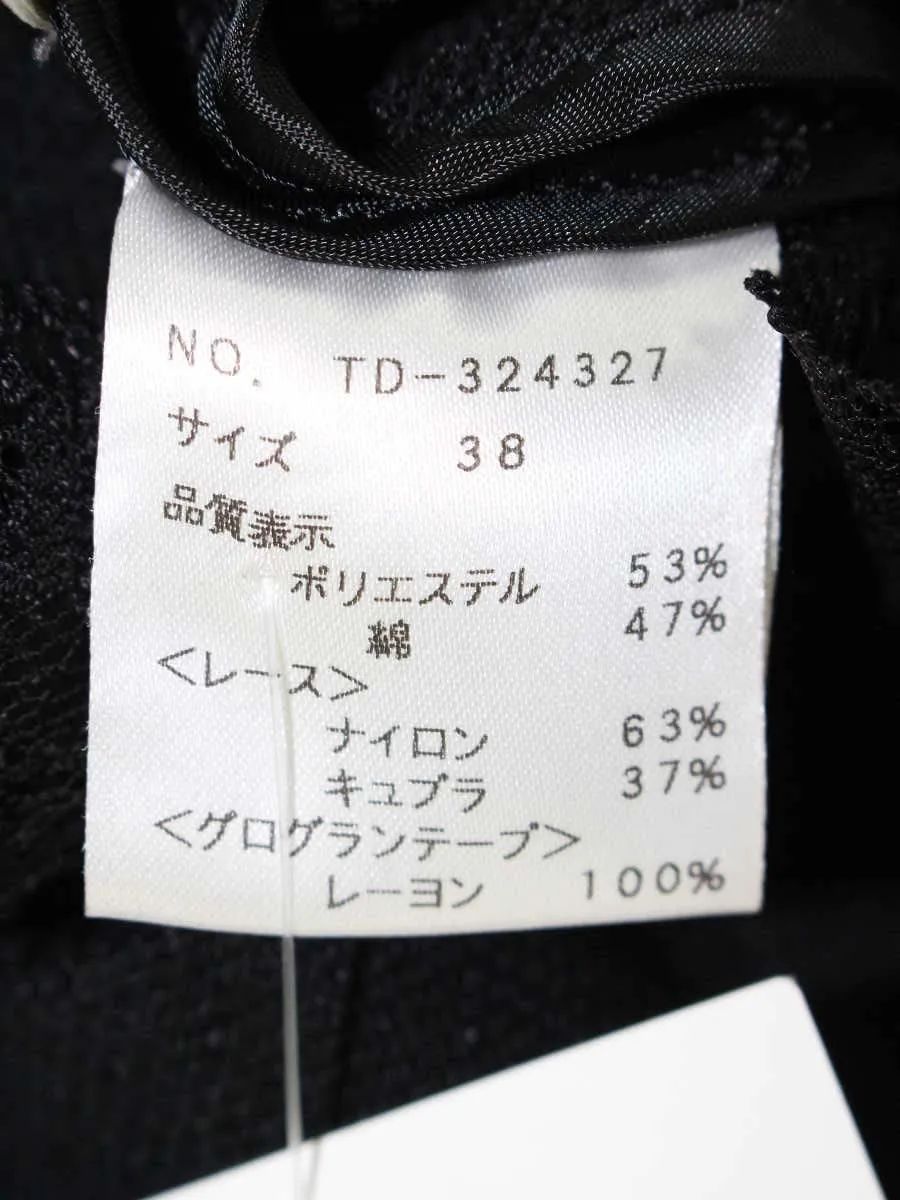 NO. TD-324327
サイズ 38
品質表示
ポリエステル 53%
綿 47%
<レース>
ナイロン 63%
キュプラ 37%
<グログランテープ>
レーヨン 100%